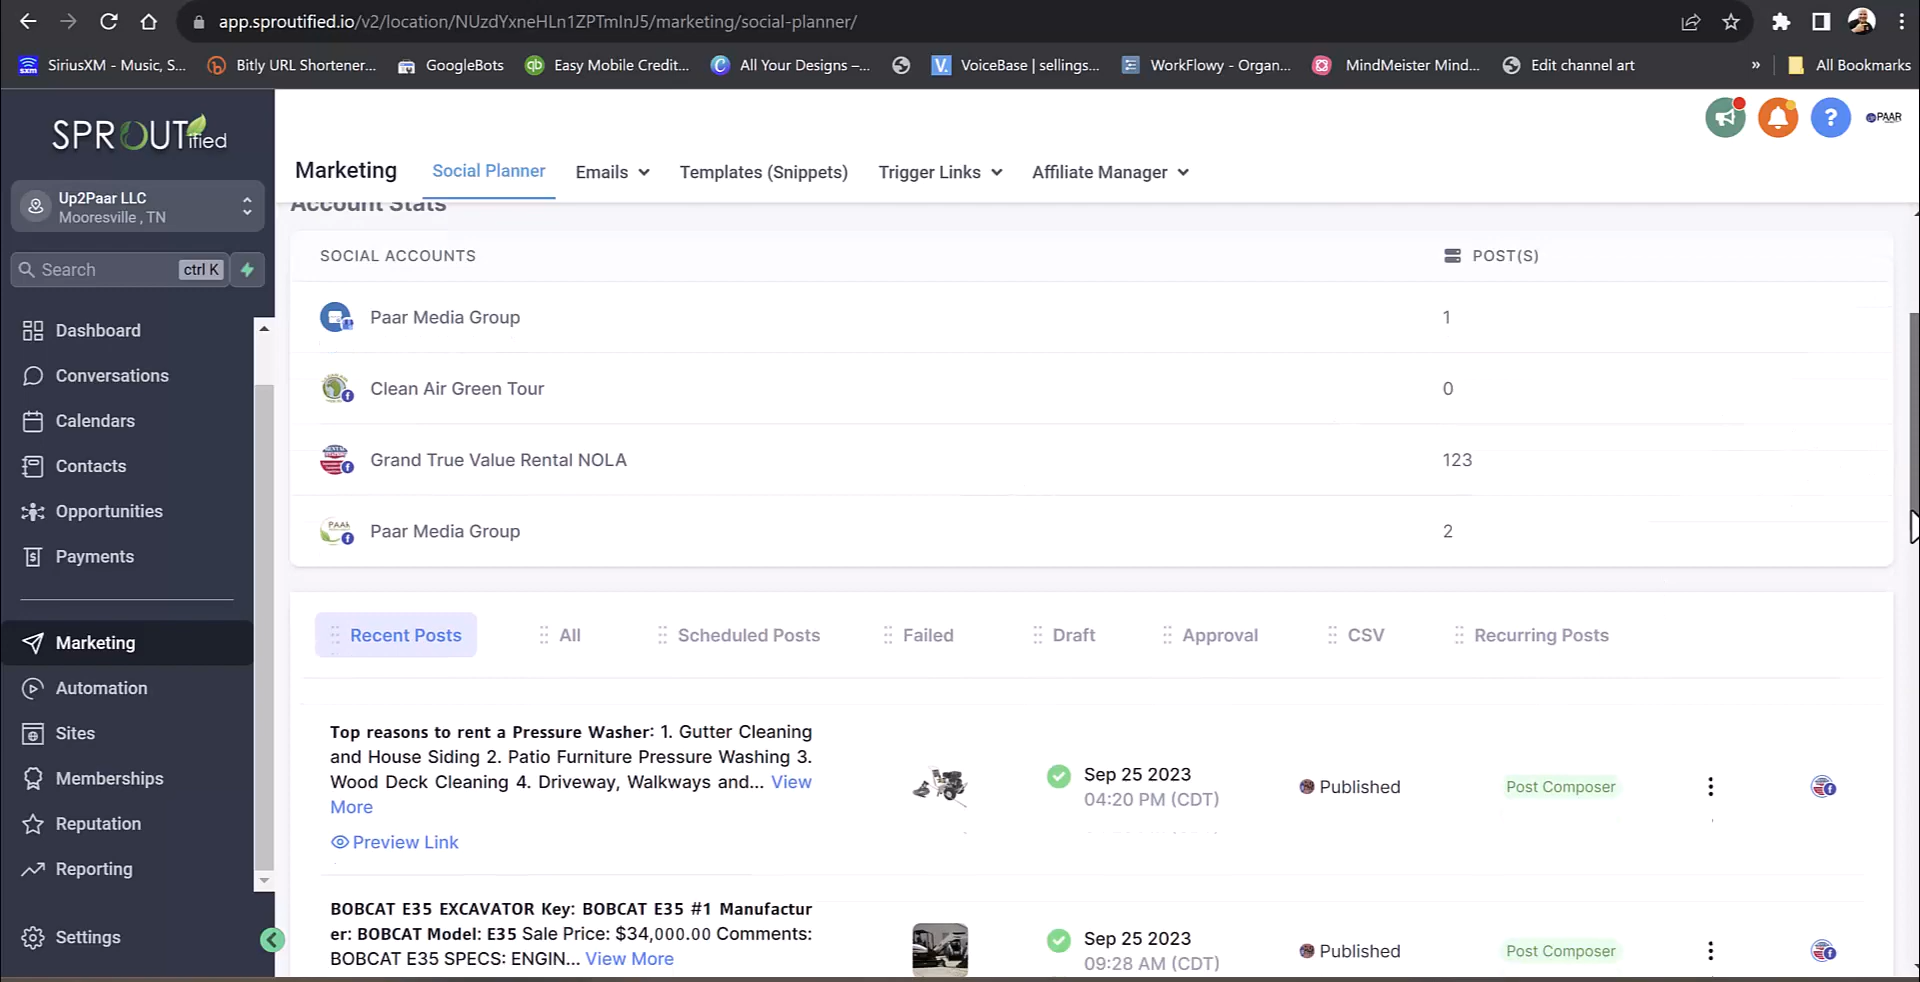 app.sproutified.io/v2/location/NUzdYxneHLn1ZPTmInJ5/marketing/social-planner/
SiriusXM - Music, S...
Bitly URL Shortener...
GoogleBots
Easy Mobile Credit...
All Your Designs –...
VoiceBase | sellings...
WorkFlowy - Organ...
MindMeister Mind...
Edit channel art
»
All Bookmarks
SPROUTified
PAAR
Marketing
Social Planner
Emails
Templates (Snippets)
Trigger Links
Affiliate Manager
Up2Paar LLC
Mooresville , TN
Search
ctrl K
Dashboard
Conversations
Calendars
Contacts
Opportunities
Payments
Marketing
Automation
Sites
Memberships
Reputation
Reporting
Settings
Account Stats
SOCIAL ACCOUNTS
POST(S)
Paar Media Group
1
Clean Air Green Tour
0
Grand True Value Rental NOLA
123
Paar Media Group
2
Recent Posts
All
Scheduled Posts
Failed
Draft
Approval
CSV
Recurring Posts
Top reasons to rent a Pressure Washer: 1. Gutter Cleaning
and House Siding 2. Patio Furniture Pressure Washing 3.
Wood Deck Cleaning 4. Driveway, Walkways and... View
More
Preview Link
Sep 25 2023
04:20 PM (CDT)
Published
Post Composer
BOBCAT E35 EXCAVATOR Key: BOBCAT E35 #1 Manufactur
er: BOBCAT Model: E35 Sale Price: $34,000.00 Comments:
BOBCAT E35 SPECS: ENGIN... View More
Sep 25 2023
09:28 AM (CDT)
Published
Post Composer